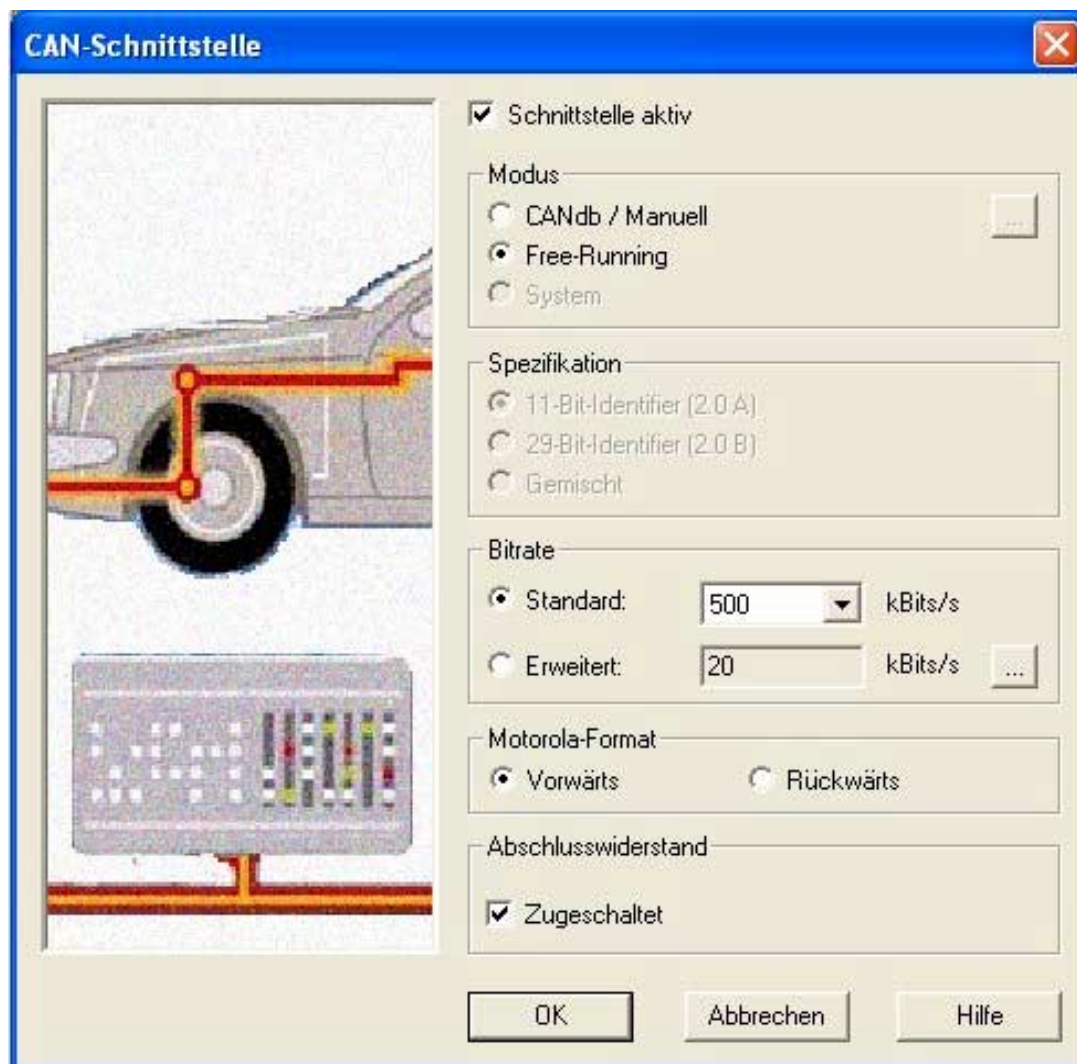 CAN-Schnittstelle
Schnittstelle aktiv
Modus
CANdb / Manuell
...
Free-Running
System
Spezifikation
11-Bit-Identifier (2.0 A)
29-Bit-Identifier (2.0 B)
Gemischt
Bitrate
Standard: 500 kBits/s
Erweitert: 20 kBits/s ...
Motorola-Format
Vorwärts Rückwärts
Abschlusswiderstand
Zugeschaltet
OK Abbrechen Hilfe